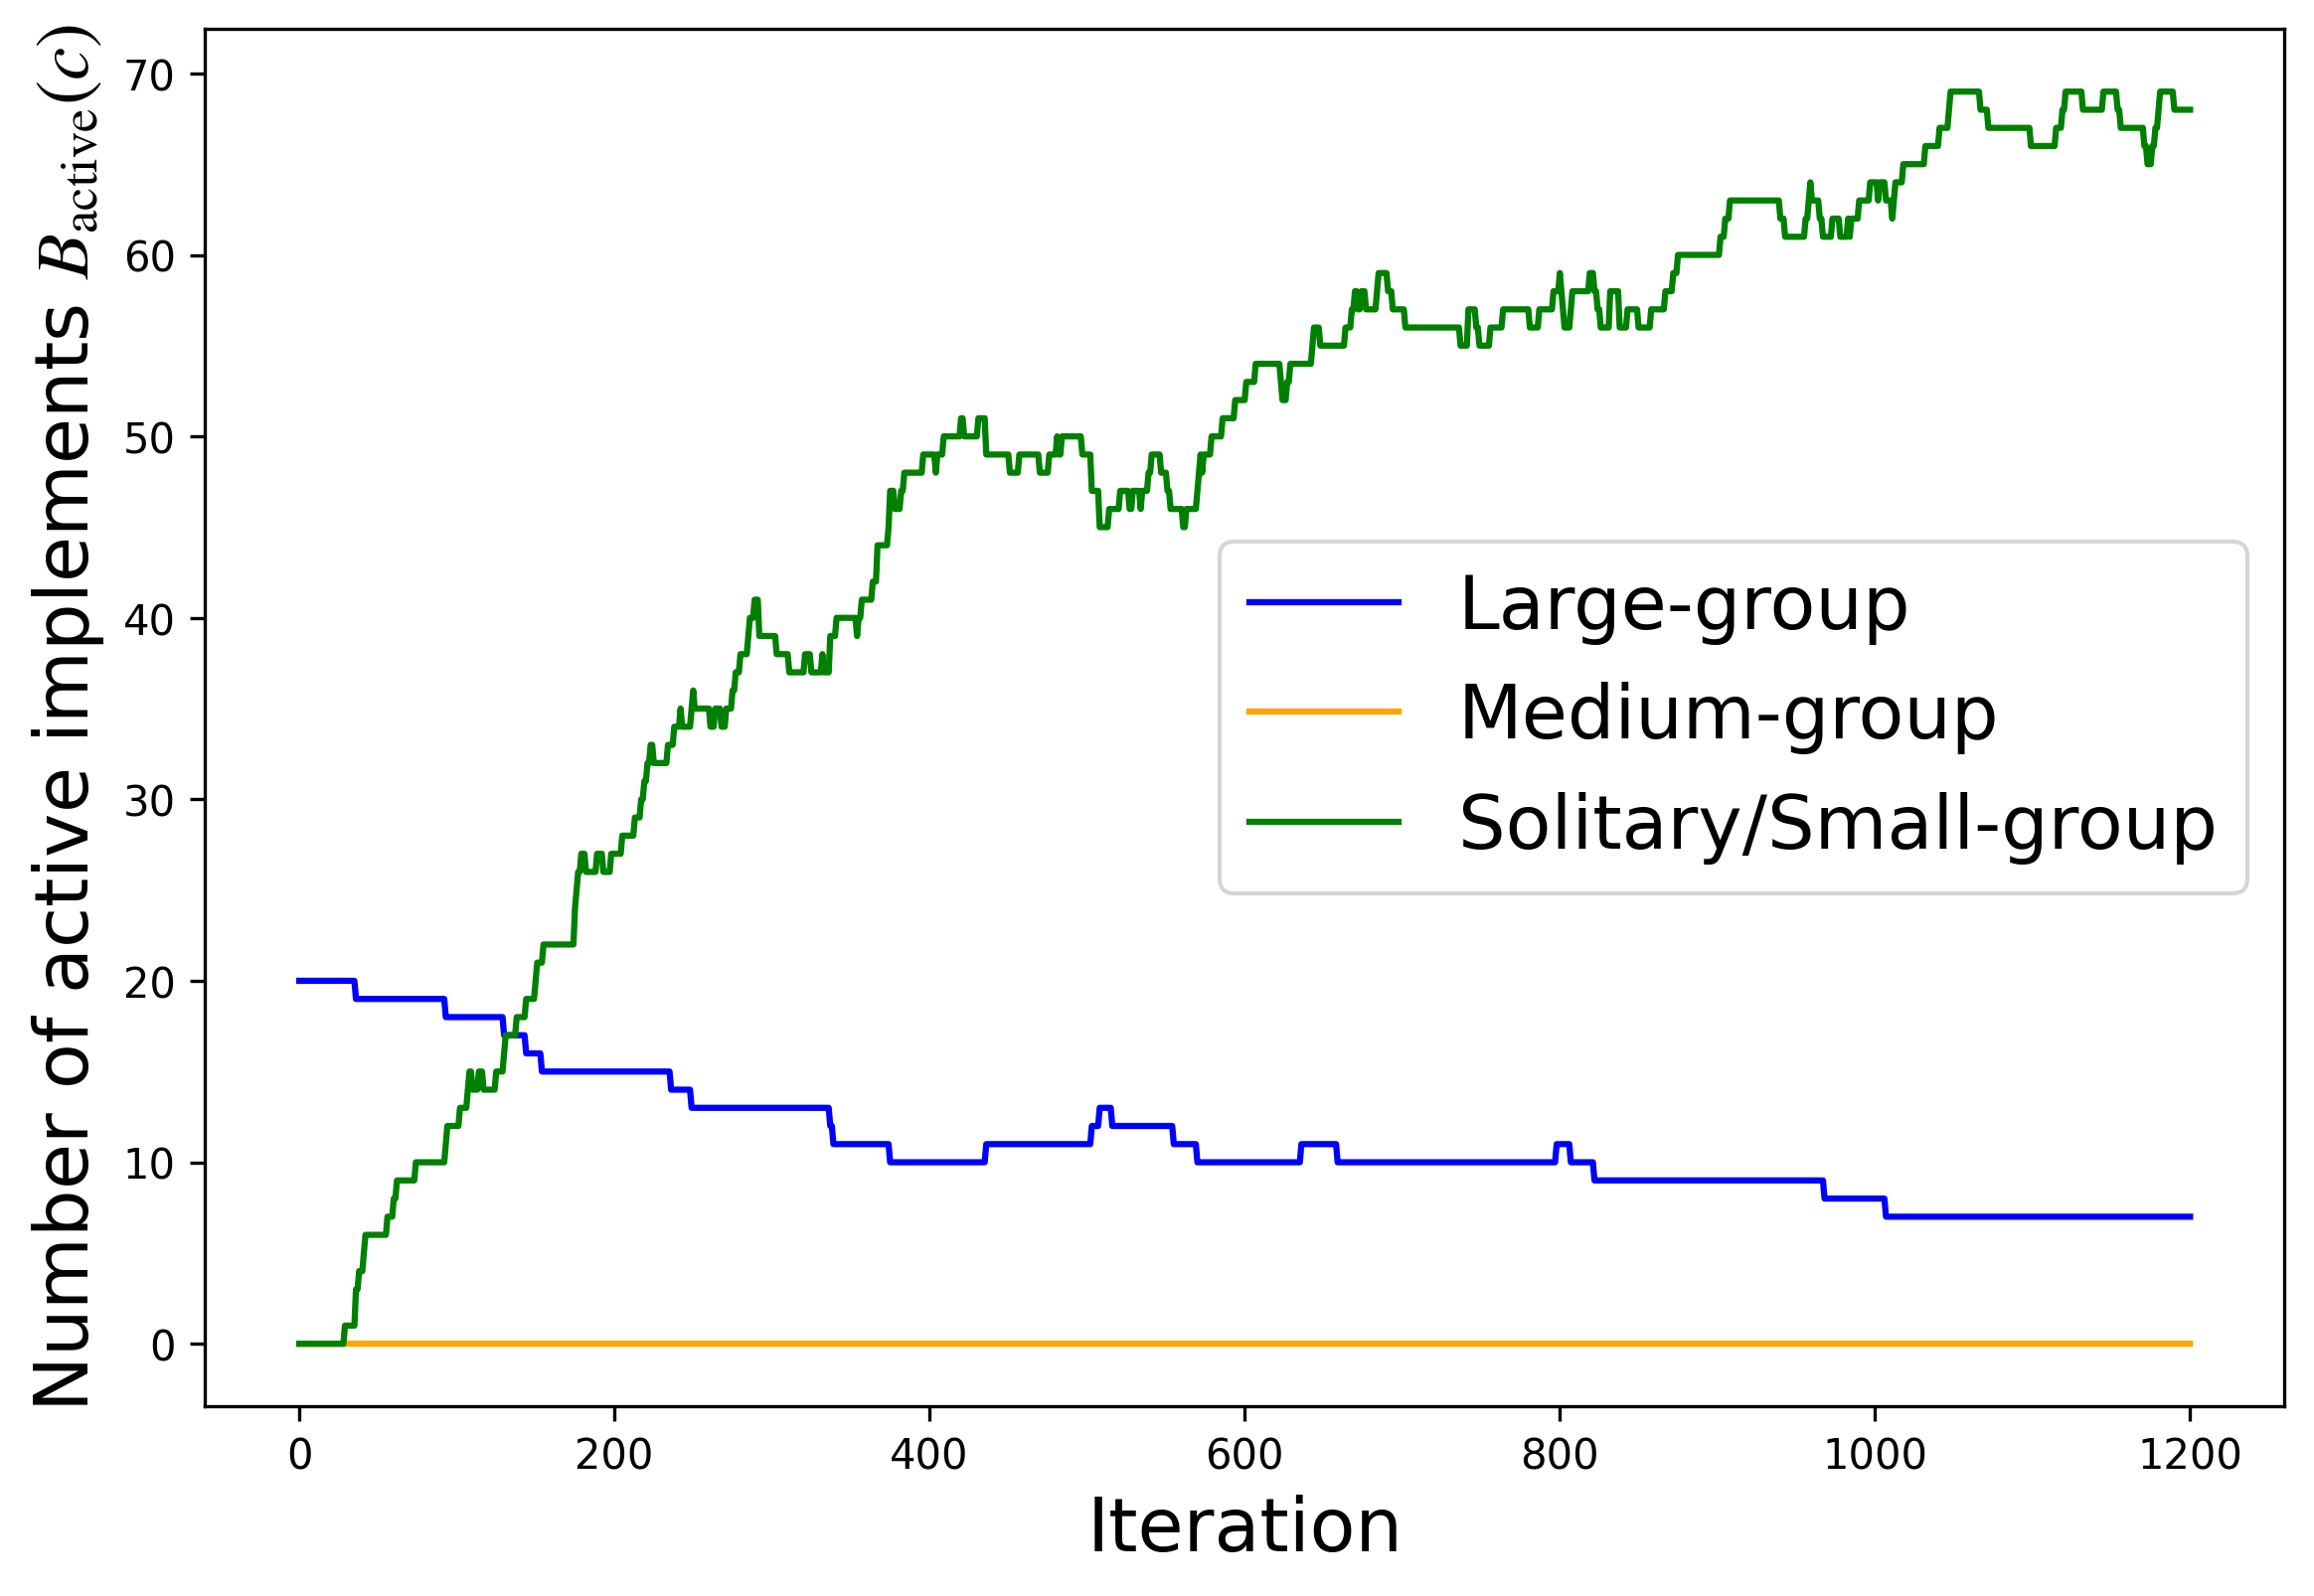 Number of active implements B_active(c)
70
60
50
40
30
20
10
0
Large-group
Medium-group
Solitary/Small-group
0 200 400 600 800 1000 1200
Iteration